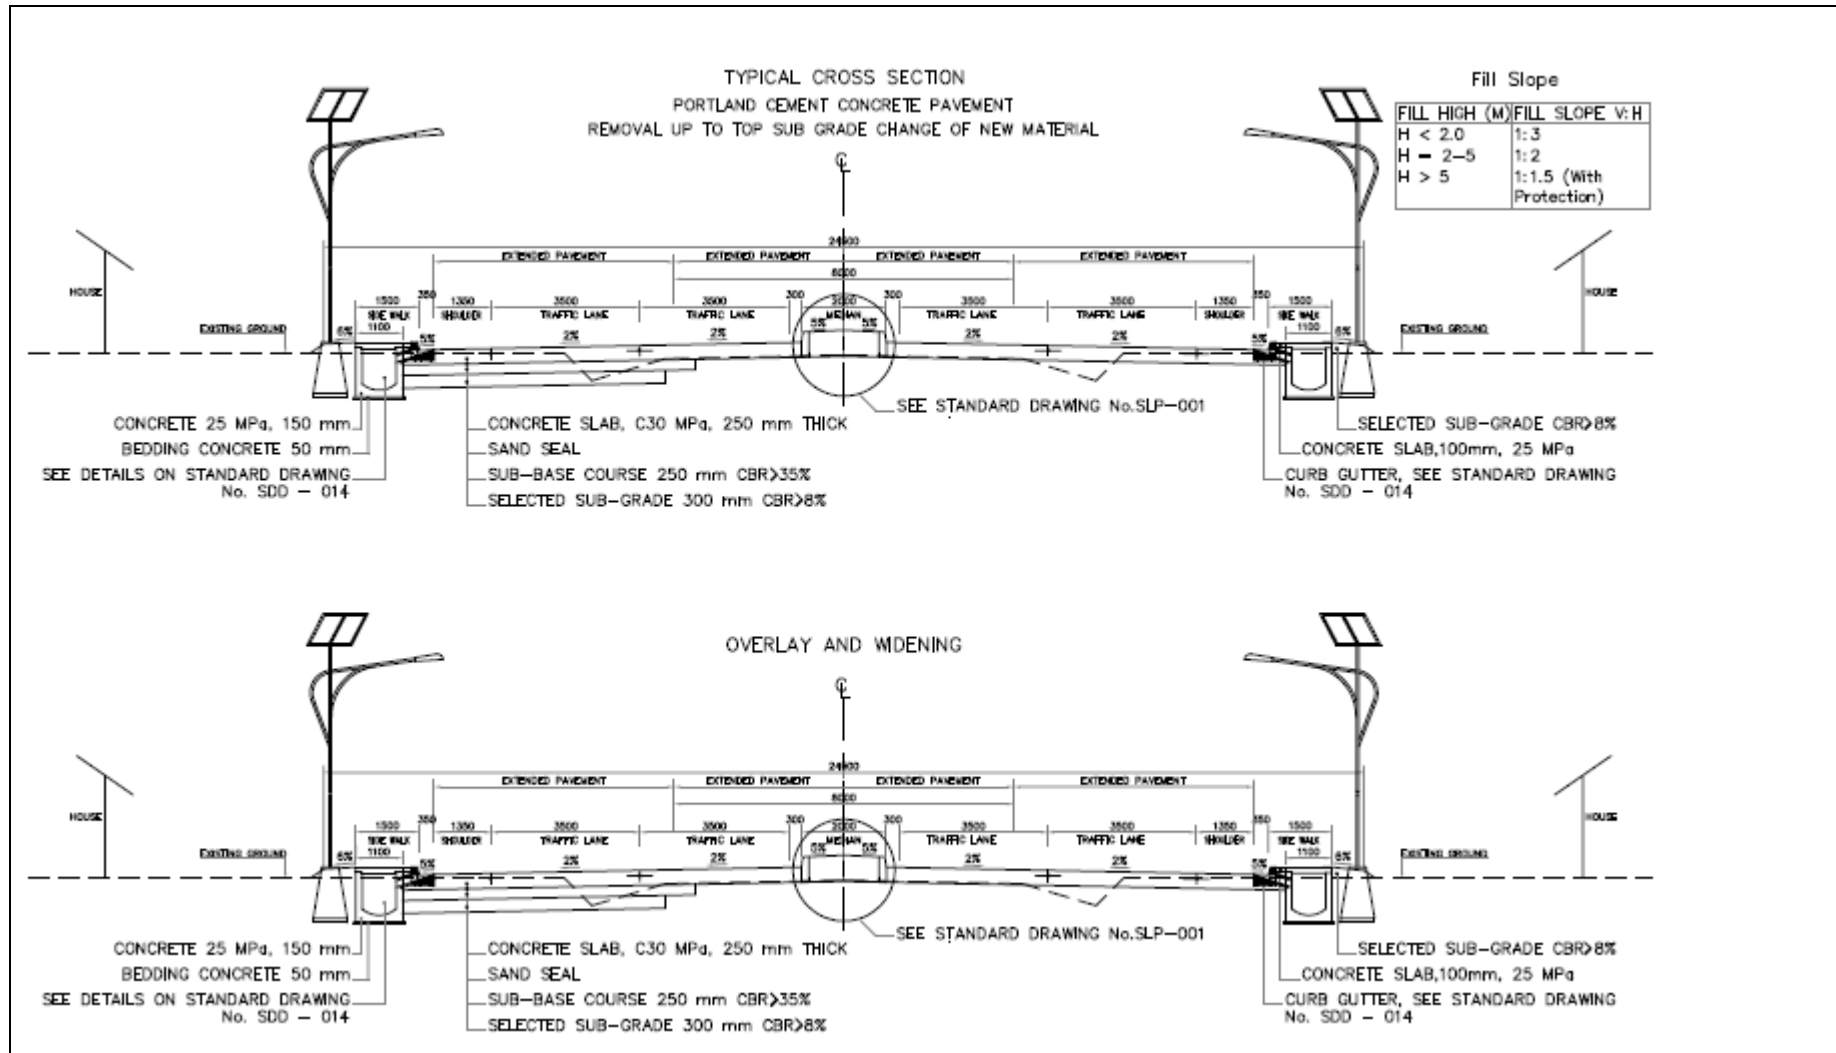 TYPICAL CROSS SECTION
PORTLAND CEMENT CONCRETE PAVEMENT
REMOVAL UP TO TOP SUB GRADE CHANGE OF NEW MATERIAL
Fill Slope
FILL HIGH (M) FILL SLOPE V:H
H < 2.0 1:3
H = 2-5 1:2
H > 5 1:1.5 (With
Protection)
EXTENDED PAVEMENT EXTENDED PAVEMENT EXTENDED PAVEMENT EXTENDED PAVEMENT
HOUSE HOUSE
1500 350 1350 3500 3500 300 2000 300 3500 3500 1350 350 1500
SIDE WALK SHOULDER TRAFFIC LANE TRAFFIC LANE MEDIAN TRAFFIC LANE TRAFFIC LANE SHOULDER SIDE WALK
EXISTING GROUND 6% 1100 5% 2% 2% 5% 5% 2% 2% 5% 1100 6% EXISTING GROUND
SEE STANDARD DRAWING No.SLP-001
CONCRETE 25 MPa, 150 mm
BEDDING CONCRETE 50 mm
SEE DETAILS ON STANDARD DRAWING
No. SDD - 014
CONCRETE SLAB, C30 MPa, 250 mm THICK
SAND SEAL
SUB-BASE COURSE 250 mm CBR>35%
SELECTED SUB-GRADE 300 mm CBR>8%
SELECTED SUB-GRADE CBR>8%
CONCRETE SLAB,100mm, 25 MPa
CURB GUTTER, SEE STANDARD DRAWING
No. SDD - 014
OVERLAY AND WIDENING
EXTENDED PAVEMENT EXTENDED PAVEMENT EXTENDED PAVEMENT EXTENDED PAVEMENT
HOUSE HOUSE
1500 350 1350 3500 3500 300 2000 300 3500 3500 1350 350 1500
SIDE WALK SHOULDER TRAFFIC LANE TRAFFIC LANE MEDIAN TRAFFIC LANE TRAFFIC LANE SHOULDER SIDE WALK
EXISTING GROUND 6% 1100 5% 2% 2% 5% 5% 2% 2% 5% 1100 6% EXISTING GROUND
SEE STANDARD DRAWING No.SLP-001
CONCRETE 25 MPa, 150 mm
BEDDING CONCRETE 50 mm
SEE DETAILS ON STANDARD DRAWING
No. SDD - 014
CONCRETE SLAB, C30 MPa, 250 mm THICK
SAND SEAL
SUB-BASE COURSE 250 mm CBR>35%
SELECTED SUB-GRADE 300 mm CBR>8%
SELECTED SUB-GRADE CBR>8%
CONCRETE SLAB,100mm, 25 MPa
CURB GUTTER, SEE STANDARD DRAWING
No. SDD - 014